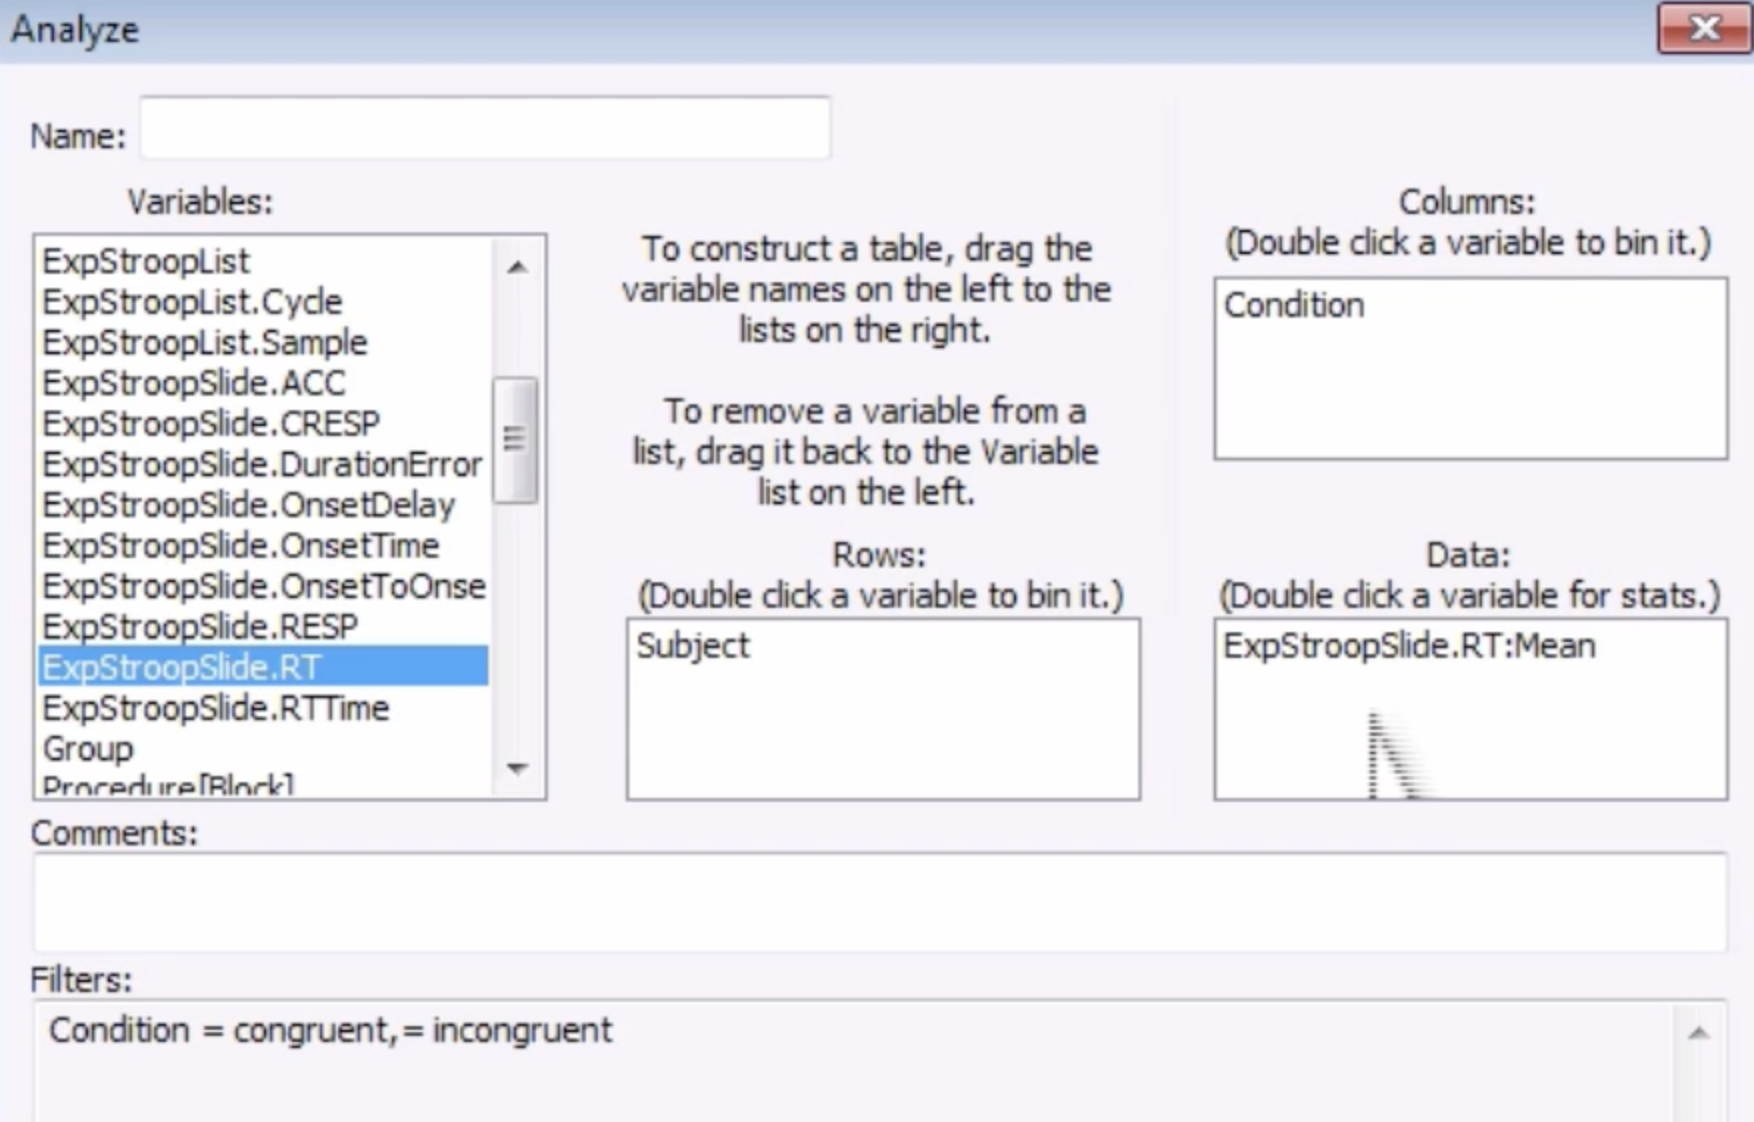 Analyze
Name:
Variables:
ExpStroopList
ExpStroopList.Cycle
ExpStroopList.Sample
ExpStroopSlide.ACC
ExpStroopSlide.CRESP
ExpStroopSlide.DurationError
ExpStroopSlide.OnsetDelay
ExpStroopSlide.OnsetTime
ExpStroopSlide.OnsetToOnse
ExpStroopSlide.RESP
ExpStroopSlide.RT
ExpStroopSlide.RTTime
Group
Procedure[Block]
To construct a table, drag the
variable names on the left to the
lists on the right.
To remove a variable from a
list, drag it back to the Variable
list on the left.
Columns:
(Double click a variable to bin it.)
Condition
Rows:
(Double click a variable to bin it.)
Subject
Data:
(Double click a variable for stats.)
ExpStroopSlide.RT:Mean
Comments:
Filters:
Condition = congruent,= incongruent